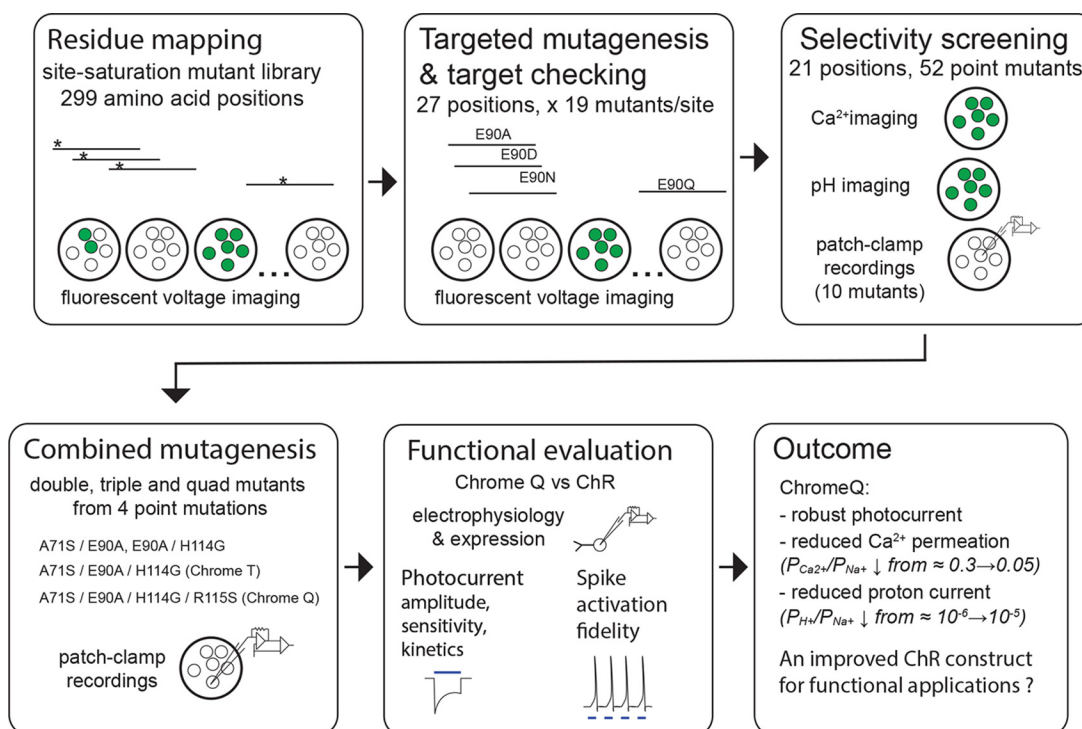 Residue mapping
site-saturation mutant library
299 amino acid positions
*
*
*
*
...
fluorescent voltage imaging
Targeted mutagenesis
& target checking
27 positions, x 19 mutants/site
E90A
E90D
E90N
E90Q
...
fluorescent voltage imaging
Selectivity screening
21 positions, 52 point mutants
Ca²⁺imaging
pH imaging
patch-clamp
recordings
(10 mutants)
Combined mutagenesis
double, triple and quad mutants
from 4 point mutations
A71S / E90A, E90A / H114G
A71S / E90A / H114G (Chrome T)
A71S / E90A / H114G / R115S (Chrome Q)
patch-clamp
recordings
Functional evaluation
Chrome Q vs ChR
electrophysiology
& expression
Photocurrent
amplitude,
sensitivity,
kinetics
Spike
activation
fidelity
Outcome
ChromeQ:
- robust photocurrent
- reduced Ca²⁺ permeation
(P_Ca2+/P_Na+ ↓ from ≈ 0.3→0.05)
- reduced proton current
(P_H+/P_Na+ ↓ from ≈ 10⁻⁶→10⁻⁵)
An improved ChR construct
for functional applications ?